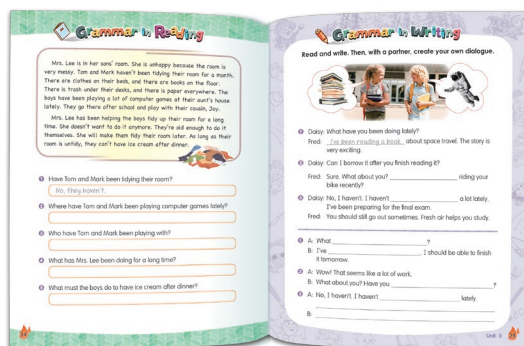 Grammar in Reading
Mrs. Lee is in her sons' room. She is unhappy because the room is
very messy. Tom and Mark haven't been tidying their room for a month.
There are clothes on their beds, and there are books on the floor.
There is trash under their desks, and there is paper everywhere. The
boys have been playing a lot of computer games at their aunt's house
lately. They go there after school and play with their cousin, Jay.
Mrs. Lee has been helping the boys tidy up their room for a long
time. She doesn't want to do it anymore. They're old enough to do it
themselves. She will make them tidy their room later. As long as their
room is untidy, they can't have ice cream after dinner.
1 Have Tom and Mark been tidying their room?
No, they haven't.
2 Where have Tom and Mark been playing computer games lately?
3 Who have Tom and Mark been playing with?
4 What has Mrs. Lee been doing for a long time?
5 What must the boys do to have ice cream after dinner?
34
Grammar in Writing
Read and write. Then, with a partner, create your own dialogue.
1 Daisy: What have you been doing lately?
Fred: I've been reading a book about space travel. The story is
very exciting.
2 Daisy: Can I borrow it after you finish reading it?
Fred: Sure. What about you? ____________ riding your
bike recently?
3 Daisy: No, I haven't. I haven't ____________ a lot lately.
I've been preparing for the final exam.
Fred: You should still go out sometimes. Fresh air helps you study.
1 A: What ____________?
B: I've ____________. I should be able to finish
it tomorrow.
2 A: Wow! That seems like a lot of work.
B: What about you? Have you ____________?
3 A: No, I haven't. I haven't ____________ lately.
B: ____________
Unit 3 35